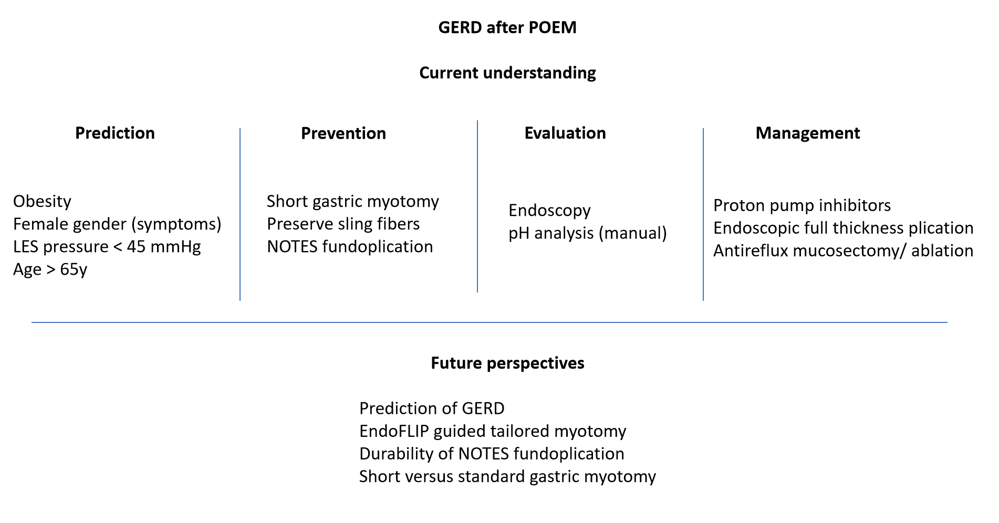 GERD after POEM
Current understanding
Prediction
Obesity
Female gender (symptoms)
LES pressure < 45 mmHg
Age > 65y
Prevention
Short gastric myotomy
Preserve sling fibers
NOTES fundoplication
Evaluation
Endoscopy
pH analysis (manual)
Management
Proton pump inhibitors
Endoscopic full thickness plication
Antireflux mucosectomy/ ablation
Future perspectives
Prediction of GERD
EndoFLIP guided tailored myotomy
Durability of NOTES fundoplication
Short versus standard gastric myotomy